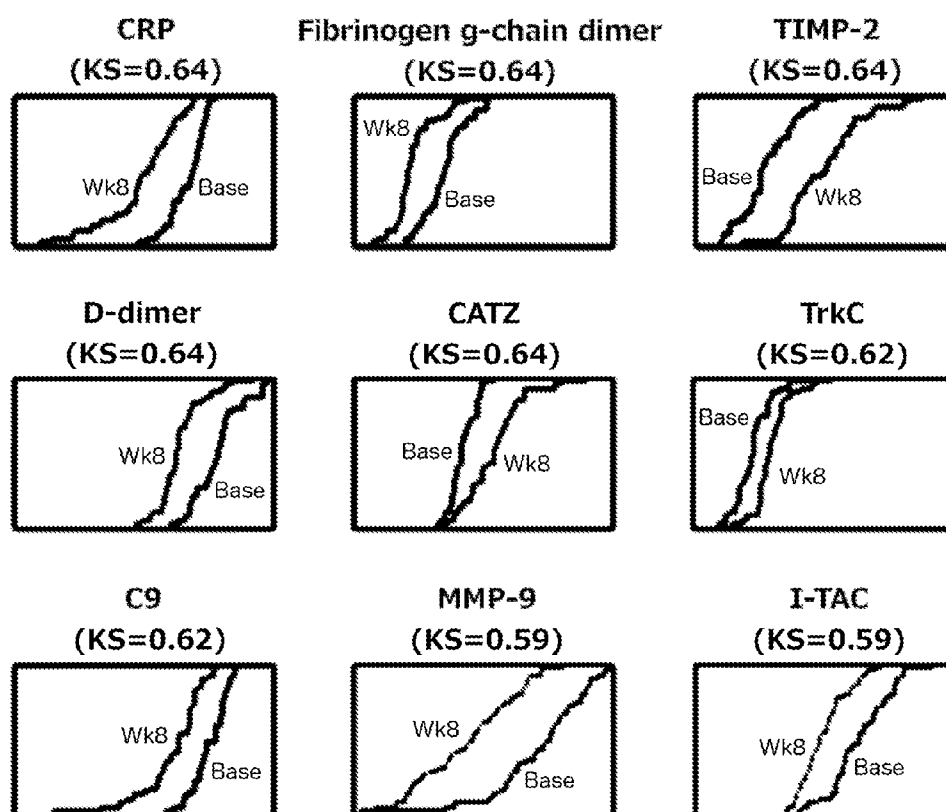 CRP
(KS=0.64)
Wk8
Base
Fibrinogen g-chain dimer
(KS=0.64)
Wk8
Base
TIMP-2
(KS=0.64)
Base
Wk8
D-dimer
(KS=0.64)
Wk8
Base
CATZ
(KS=0.64)
Base
Wk8
TrkC
(KS=0.62)
Base
Wk8
C9
(KS=0.62)
Wk8
Base
MMP-9
(KS=0.59)
Wk8
Base
I-TAC
(KS=0.59)
Wk8
Base